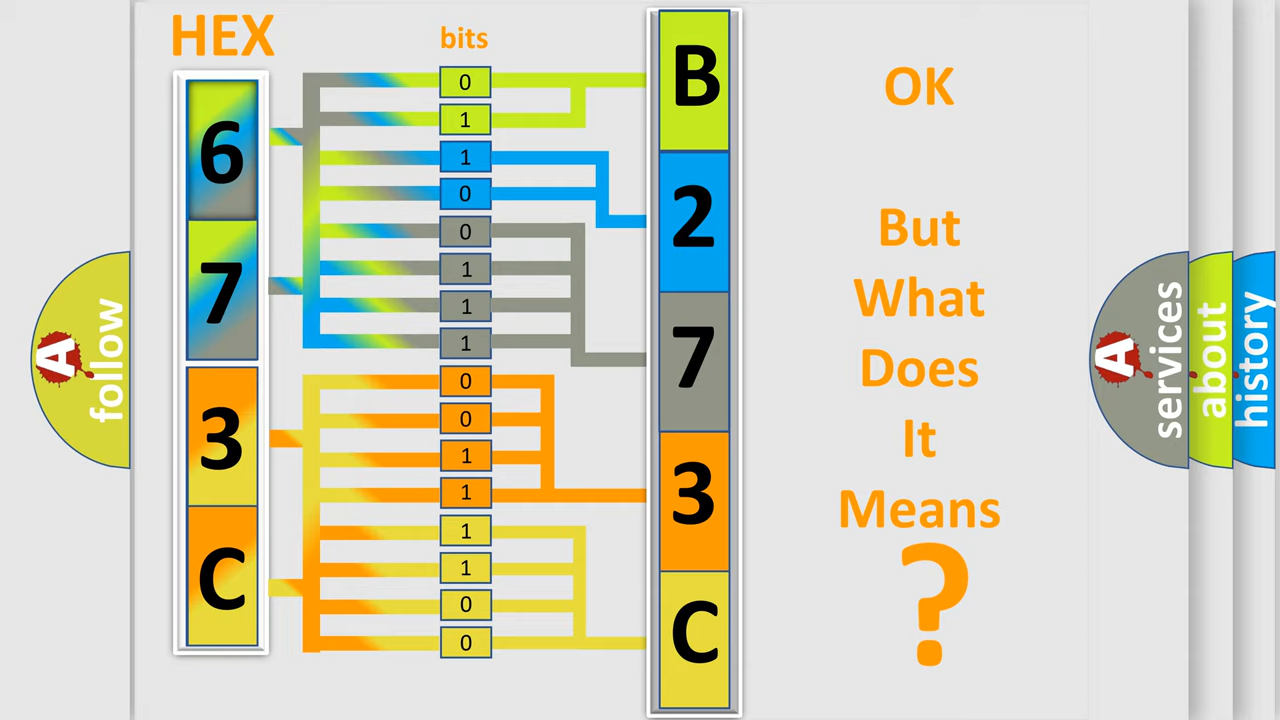 HEX
bits
6
7
3
C
0
1
1
0
0
1
1
1
0
0
1
1
1
1
0
0
B
2
7
3
C
OK
But
What
Does
It
Means
?
A
follow
A
services
about
history